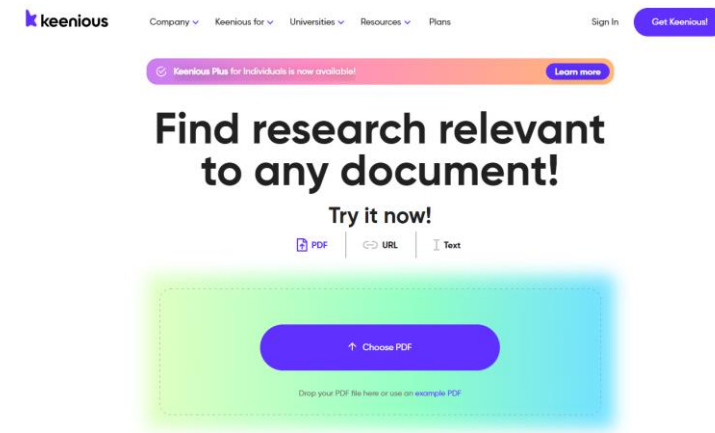 keenious
Company Keenious for Universities Resources Plans Sign In Get Keenious!
Keenious Plus for Individuals is now available! Learn more
Find research relevant
to any document!
Try it now!
PDF URL Text
Choose PDF
Drop your PDF file here or use an example PDF